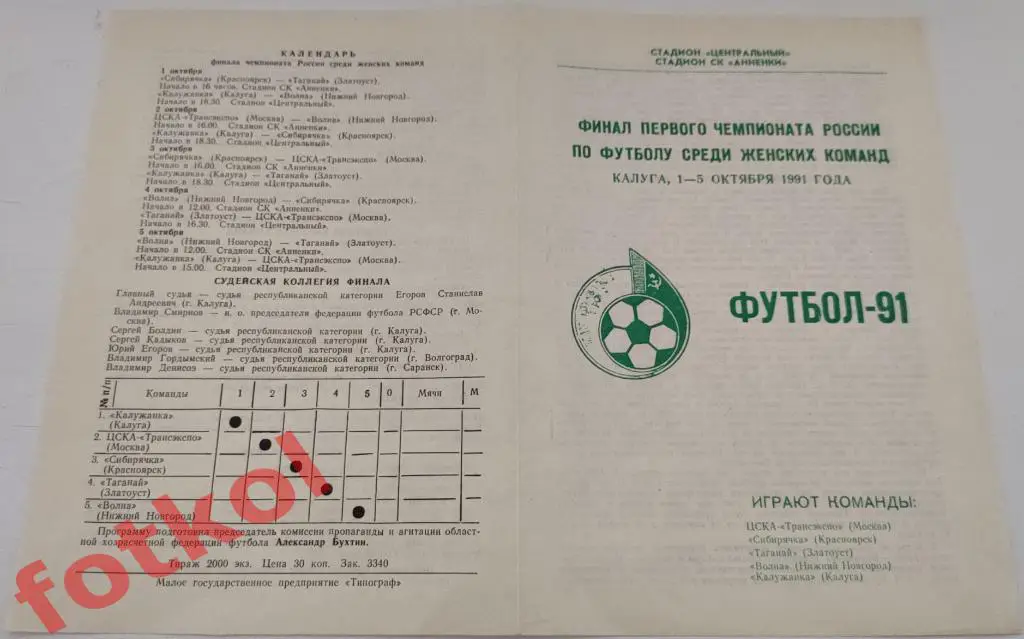 КАЛЕНДАРЬ
финала чемпионата России среди женских команд
1 октября
«Сибирячка» (Красноярск) — «Таганай» (Златоуст)
Начало в 16 часов. Стадион СК «Анненки».
«Калужанка» (Калуга) — «Волна» (Нижний Новгород).
Начало в 18.30. Стадион «Центральный».
2 октября
ЦСКА-«Трансэкспо» (Москва) — «Волна» (Нижний Новгород).
Начало в 16.00. Стадион СК «Анненки».
«Калужанка» (Калуга) — «Сибирячка» (Красноярск).
Начало в 18.30. Стадион «Центральный».
3 октября
«Сибирячка» (Красноярск) — ЦСКА-«Трансэкспо» (Москва).
Начало в 16.00. Стадион СК «Анненки»
«Калужанка» (Калуга) — «Таганай» (Златоуст).
Начало в 18.30. Стадион «Центральный».
4 октября
«Волна» (Нижний Новгород) — «Сибирячка» (Красноярск).
Начало в 12.00. Стадион СК «Анненки».
«Таганай» (Златоуст) — ЦСКА-«Трансэкспо» (Москва),
Начало в 16.30. Стадион «Центральный».
5 октября
«Волна» (Нижний Новгород) — «Таганай» (Златоуст).
Начало в 12.00. Стадион СК «Анненки».
«Калужанка» (Калуга) — ЦСКА-«Трансэкспо» (Москва).
Начало в 15.00. Стадион «Центральный».
СУДЕЙСКАЯ КОЛЛЕГИЯ ФИНАЛА
Главный судья — судья республиканской категории Егоров Станислав
Андреевич (г. Калуга).
Владимир Смирнов — и. о. председателя федерации футбола РСФСР (г. Мо-
сква).
Сергей Болдин — судья республиканской категории (г. Калуга).
Сергей Кадыков — судья республиканской категории (г. Калуга).
Юрий Егоров — судья республиканской категории (г. Калуга).
Владимир Гордымский — судья республиканской категории (г. Волгоград).
Владимир Денисов — судья республиканской категории (г. Саранск).
№ п/п Команды 1 2 3 4 5 О Мячи М
1. «Калужанка»
(Калуга)
2. ЦСКА-«Трансэкспо»
(Москва)
3. «Сибирячка»
(Красноярск)
4. «Таганай»
(Златоуст)
5. «Волна»
(Нижний Новгород)
Программу подготовил председатель комиссии пропаганды и агитации област-
ной хозрасчетной федерации футбола Александр Бухтин.
Тираж 2000 экз. Цена 30 коп. Зак. 3340
Малое государственное предприятие «Типограф»
СТАДИОН «ЦЕНТРАЛЬНЫЙ»
СТАДИОН СК «АННЕНКИ»
ФИНАЛ ПЕРВОГО ЧЕМПИОНАТА РОССИИ
ПО ФУТБОЛУ СРЕДИ ЖЕНСКИХ КОМАНД
КАЛУГА, 1—5 ОКТЯБРЯ 1991 ГОДА
ФУТБОЛ-91
ИГРАЮТ КОМАНДЫ:
ЦСКА-«Трансэкспо» (Москва)
«Сибирячка» (Красноярск)
«Таганай» (Златоуст)
«Волна» (Нижний Новгород)
«Калужанка» (Калуга)
fotkol